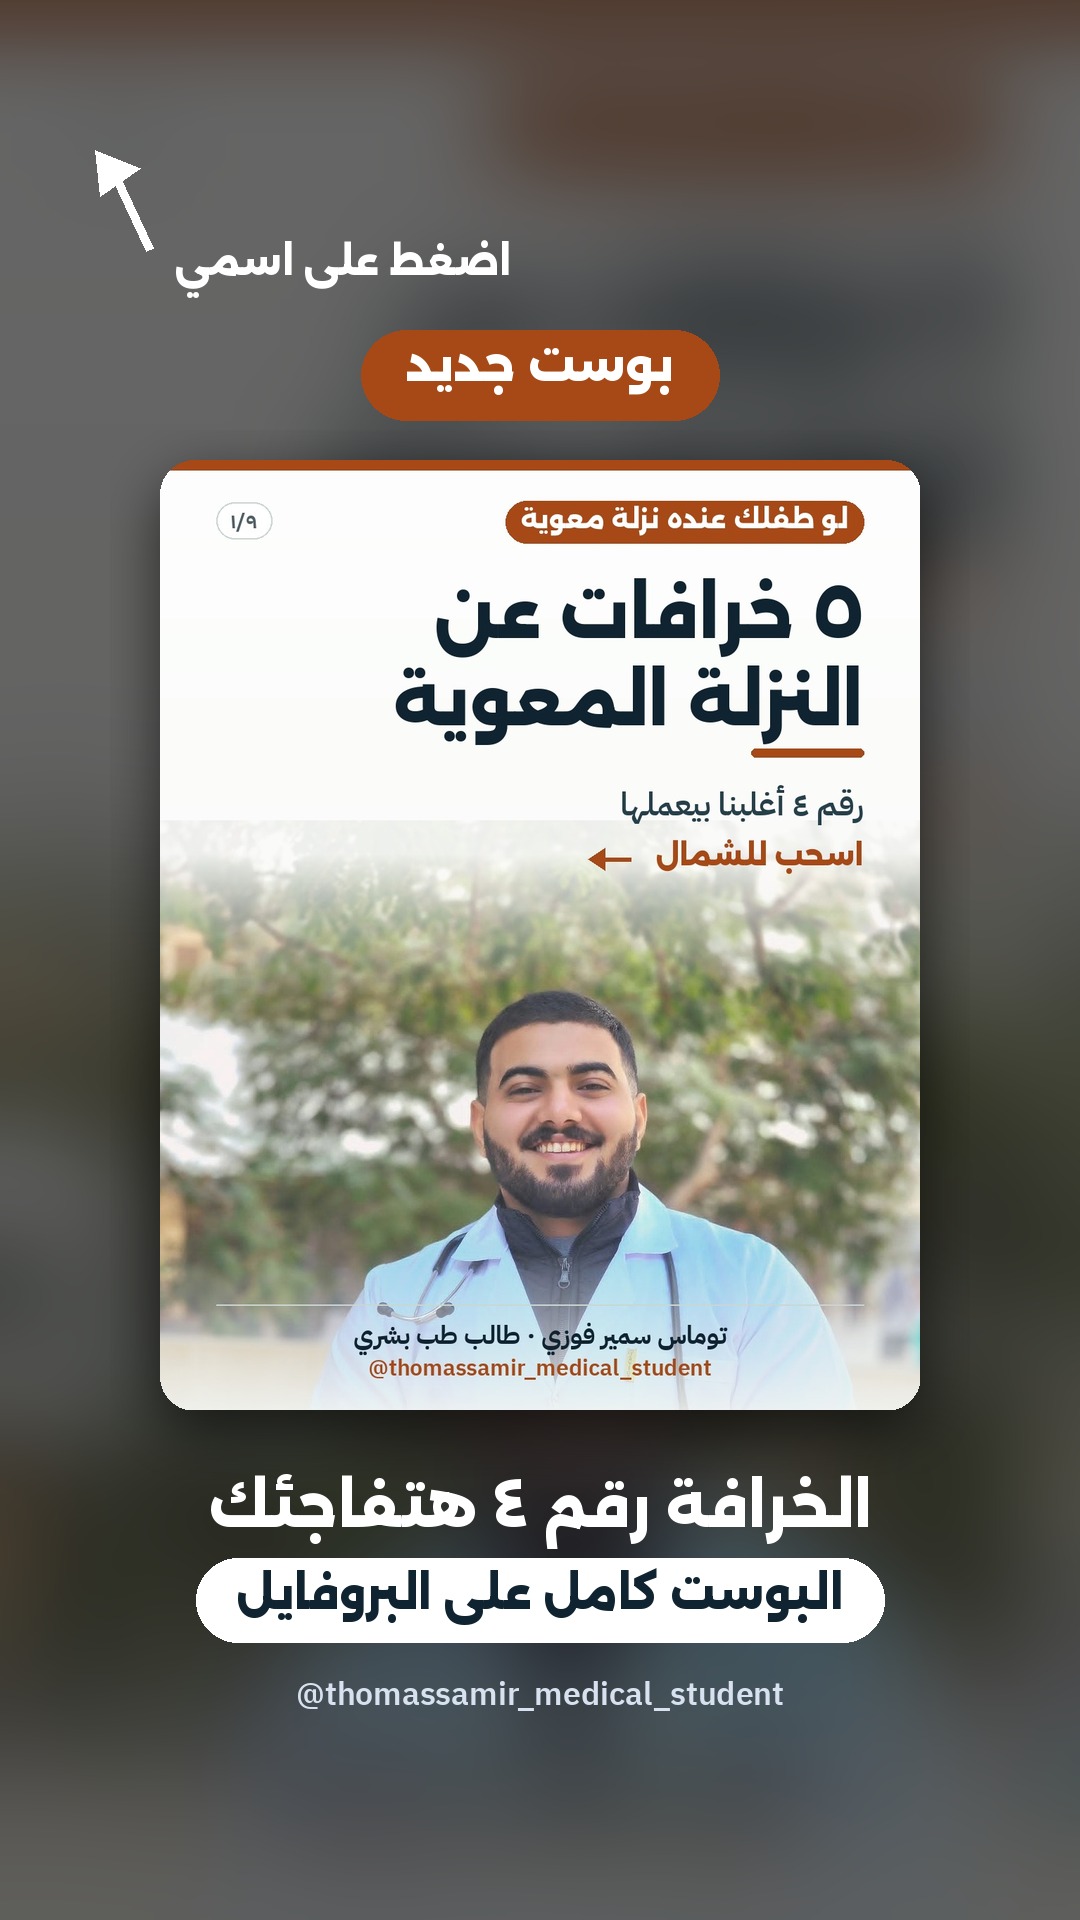 اضغط على اسمي
بوست جديد
لو طفلك عنده نزلة معوية
١/٩
٥ خرافات عن
النزلة المعوية
رقم ٤ أغلبنا بيعملها
اسحب للشمال
توماس سمير فوزي · طالب طب بشري
@thomassamir_medical_student
الخرافة رقم ٤ هتفاجئك
البوست كامل على البروفايل
@thomassamir_medical_student